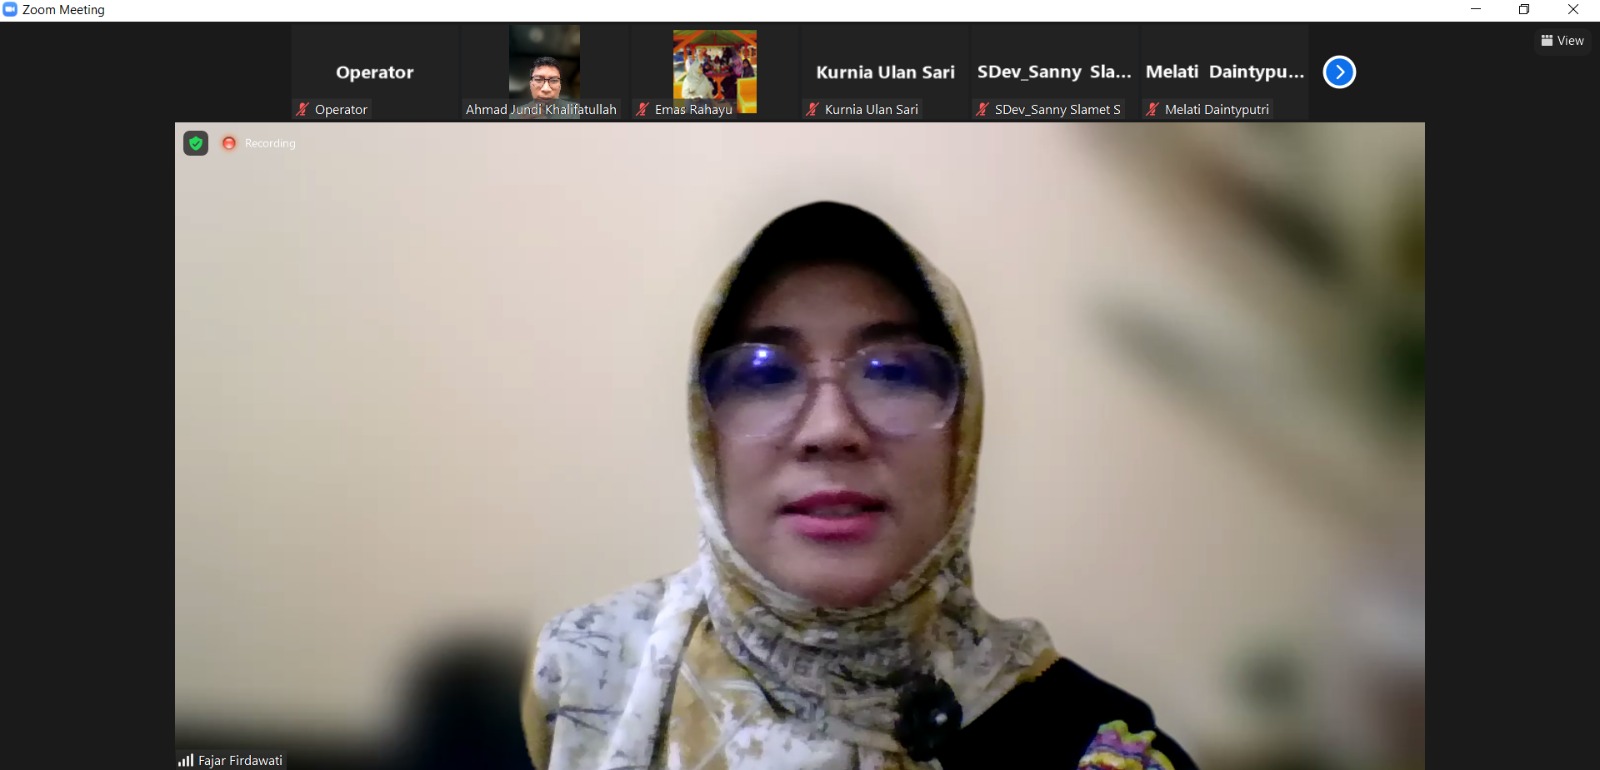 Zoom Meeting
View
Operator
Kurnia Ulan Sari
SDev_Sanny Sla...
Melati Daintypu...
Operator
Ahmad Jundi Khalifatullah
Emas Rahayu
Kurnia Ulan Sari
SDev_Sanny Slamet S
Melati Daintyputri
Recording
Fajar Firdawati